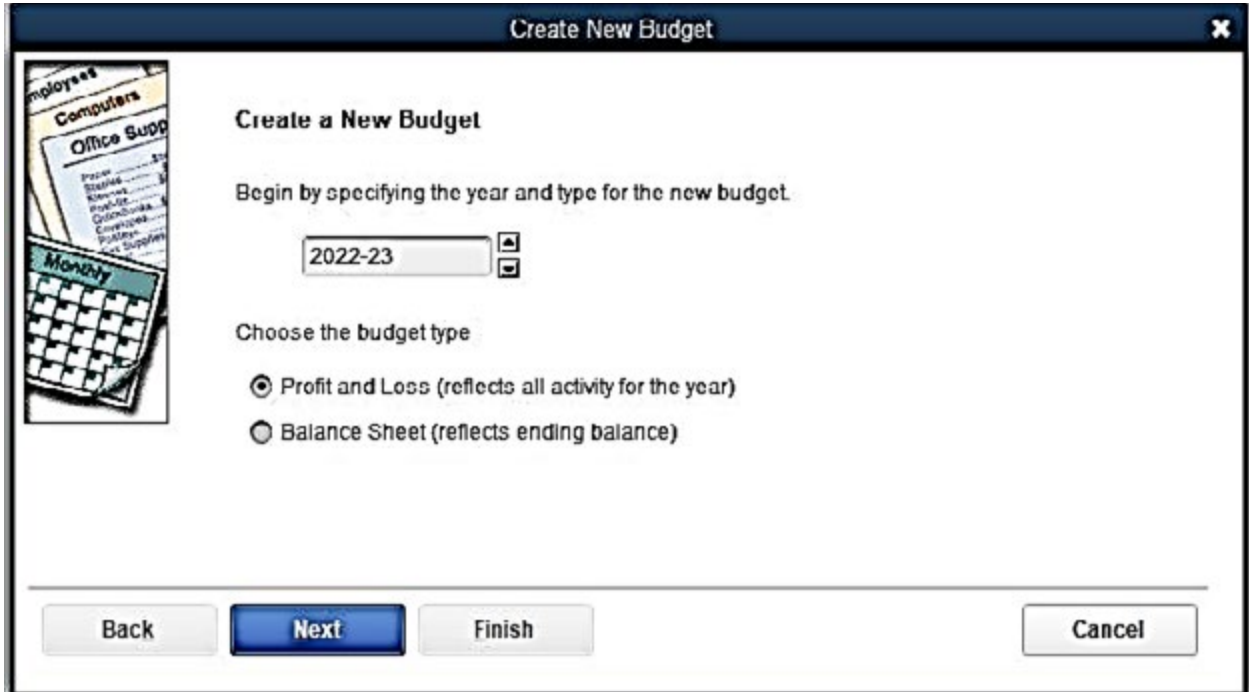 Create New Budget
mployees
Computers
Office Supp
Monthly
Create a New Budget
Begin by specifying the year and type for the new budget.
2022-23
Choose the budget type
Profit and Loss (reflects all activity for the year)
Balance Sheet (reflects ending balance)
Back
Next
Finish
Cancel